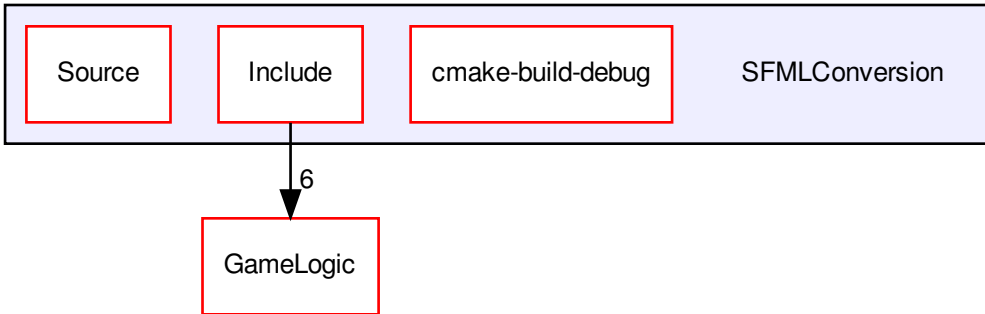 Source
Include
cmake-build-debug
SFMLConversion
6
GameLogic